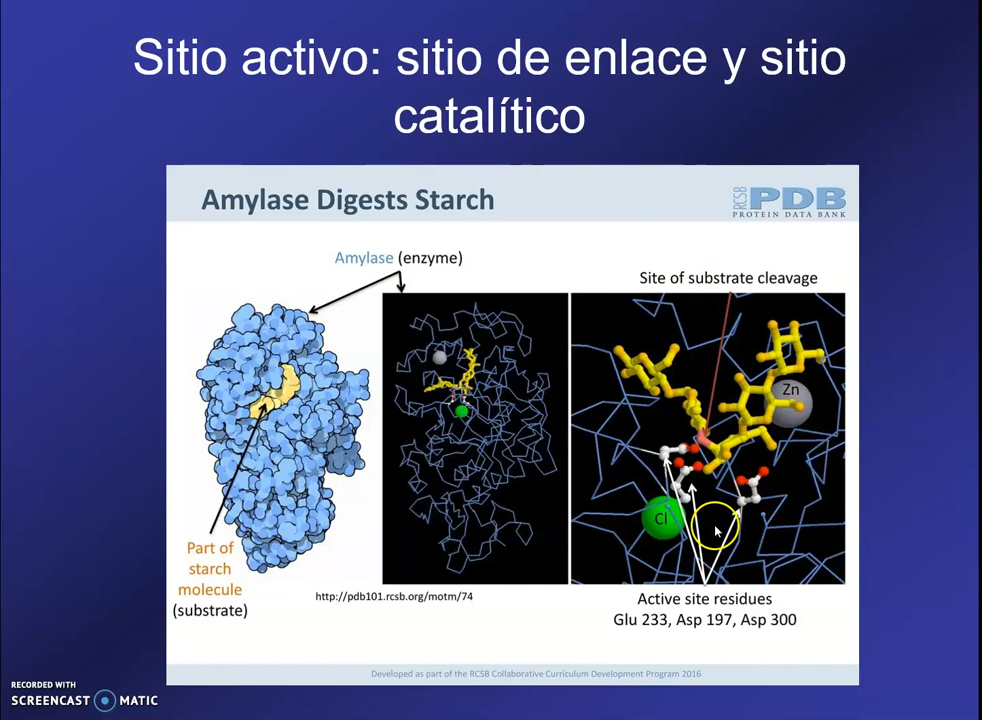 Sitio activo: sitio de enlace y sitio
catalítico
Amylase Digests Starch
RCSB
PDB
PROTEIN DATA BANK
Amylase (enzyme)
Site of substrate cleavage
Zn
Cl
Part of
starch
molecule
(substrate)
http://pdb101.rcsb.org/motm/74
Active site residues
Glu 233, Asp 197, Asp 300
Developed as part of the RCSB Collaborative Curriculum Development Program 2016
RECORDED WITH
SCREENCAST MATIC